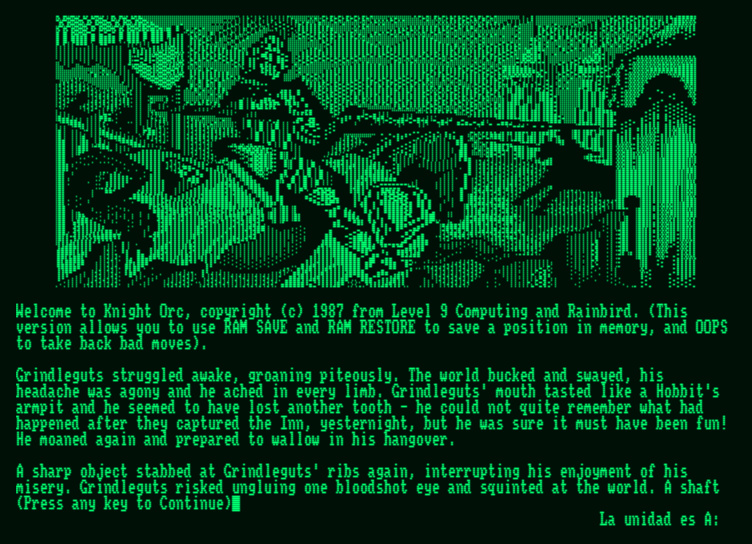 Welcome to Knight Orc, copyright (c) 1987 from Level 9 Computing and Rainbird. (This
version allows you to use RAM SAVE and RAM RESTORE to save a position in memory, and OOPS
to take back bad moves).
Grindleguts struggled awake, groaning piteously. The world bucked and swayed, his
headache was agony and he ached in every limb. Grindleguts' mouth tasted like a Hobbit's
armpit and he seemed to have lost another tooth - he could not quite remember what had
happened after they captured the Inn, yesternight, but he was sure it must have been fun!
He moaned again and prepared to wallow in his hangover.
A sharp object stabbed at Grindleguts' ribs again, interrupting his enjoyment of his
misery. Grindleguts risked ungluing one bloodshot eye and squinted at the world. A shaft
(Press any key to Continue)
La unidad es A: